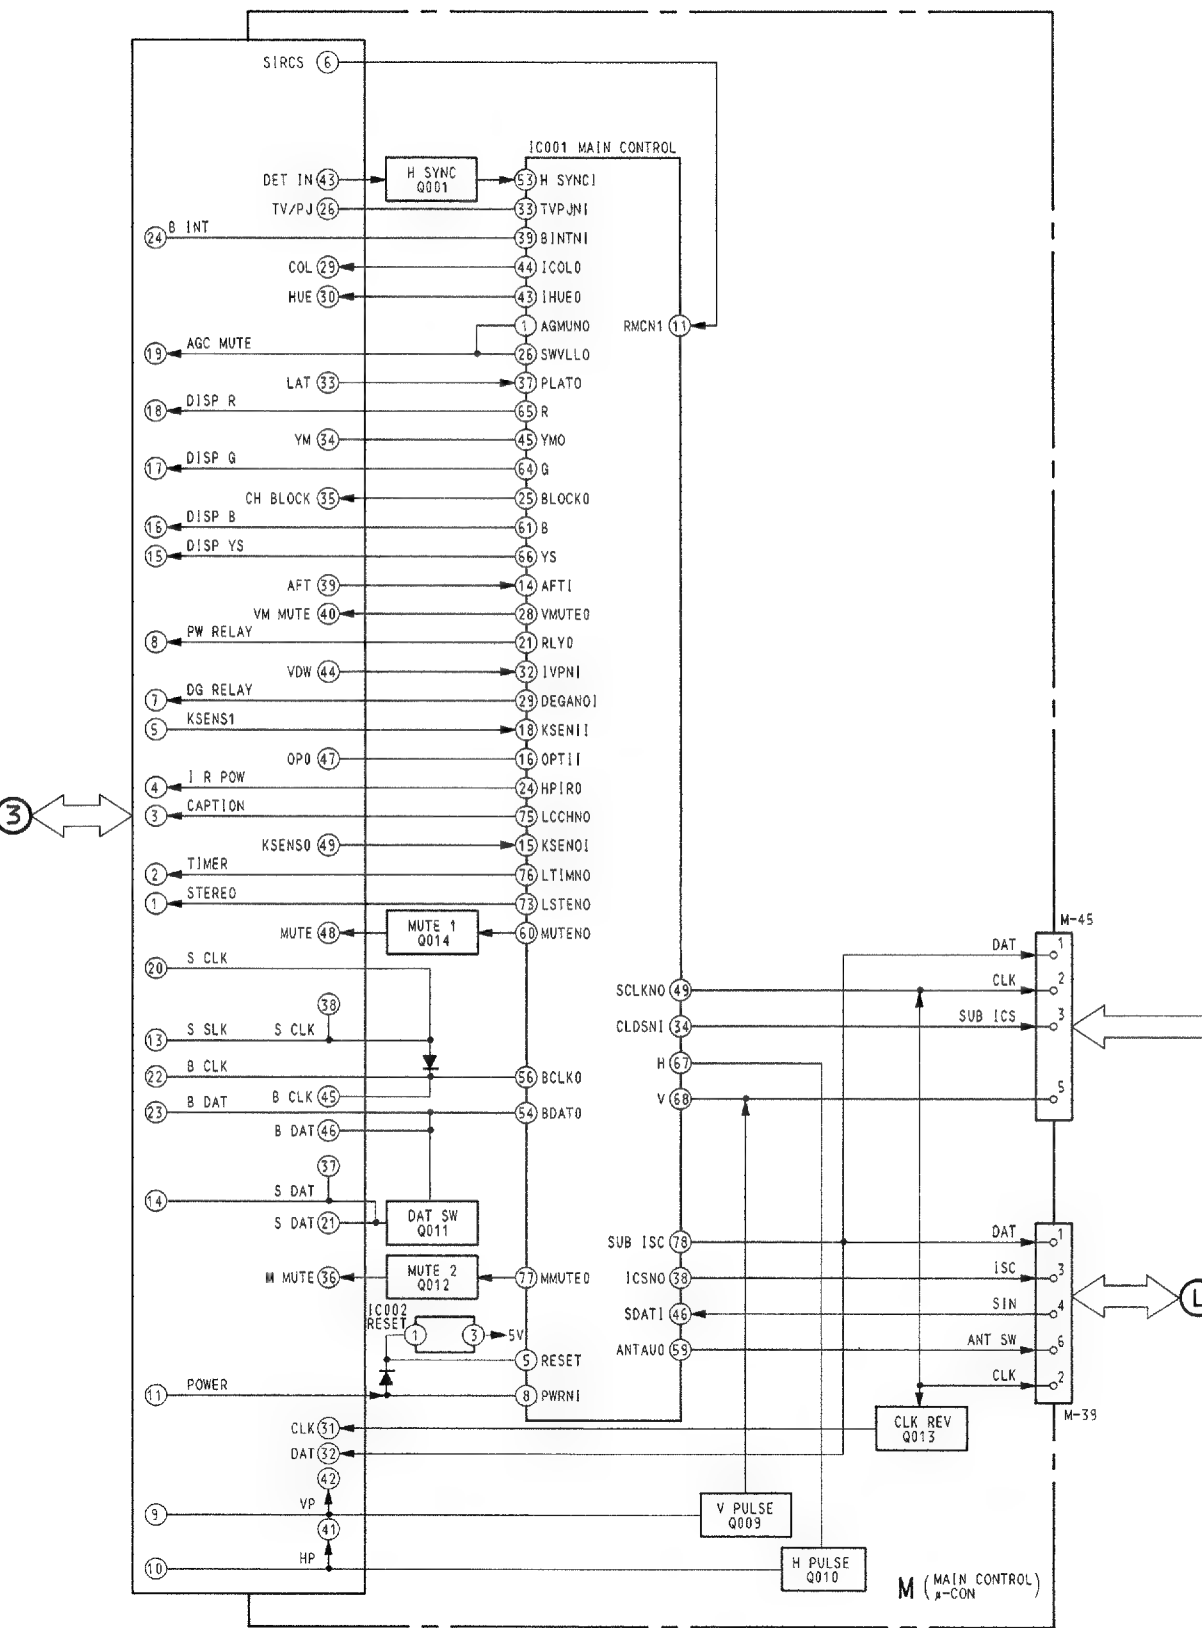 SIRCS 6
IC001 MAIN CONTROL
DET IN 43 H SYNC Q001 53 H SYNCI
TV/PJ 26 33 TVPJNI
24 B INT 39 BINTNI
COL 29 44 ICOLO
HUE 30 43 IHUEO
1 AGMUNO RMCN1 11
19 AGC MUTE 26 SWVLLO
LAT 33 37 PLATO
18 DISP R 65 R
YM 34 45 YMO
17 DISP G 64 G
CH BLOCK 35 25 BLOCKO
16 DISP B 61 B
15 DISP YS 66 YS
AFT 39 14 AFTI
VM MUTE 40 28 VMUTEO
8 PW RELAY 21 RLYO
VDW 44 32 IVPNI
7 DG RELAY 29 DEGANOI
5 KSENS1 18 KSENII
OPO 47 16 OPTII
4 I R POW 24 HPIRO
3
3 CAPTION 75 LCCHNO
KSENSO 49 15 KSENOI
2 TIMER 76 LTIMNO
1 STEREO 73 LSTENO
MUTE 48 MUTE 1 Q014 60 MUTENO
M-45
DAT 1
20 S CLK
SCLKNO 49 CLK 2
38
CLDSNI 34 SUB ICS 3
13 S SLK S CLK
H 67
22 B CLK 56 BCLKO
B CLK 45
V 68 5
23 B DAT 54 BDATO
B DAT 46
37
14 S DAT
S DAT 21 DAT SW Q011
SUB ISC 78 DAT 1
M MUTE 36 MUTE 2 Q012 77 MMUTEO
ICSNO 38 ISC 3
L
IC002
RESET
1 3 5V
SDATI 46 SIN 4
ANTAUO 59 ANT SW 6
5 RESET
CLK 2
11 POWER 8 PWRNI
M-39
CLK 31 CLK REV Q013
DAT 32
42
9 VP V PULSE Q009
41
10 HP H PULSE Q010
M (MAIN CONTROL)
μ-CON